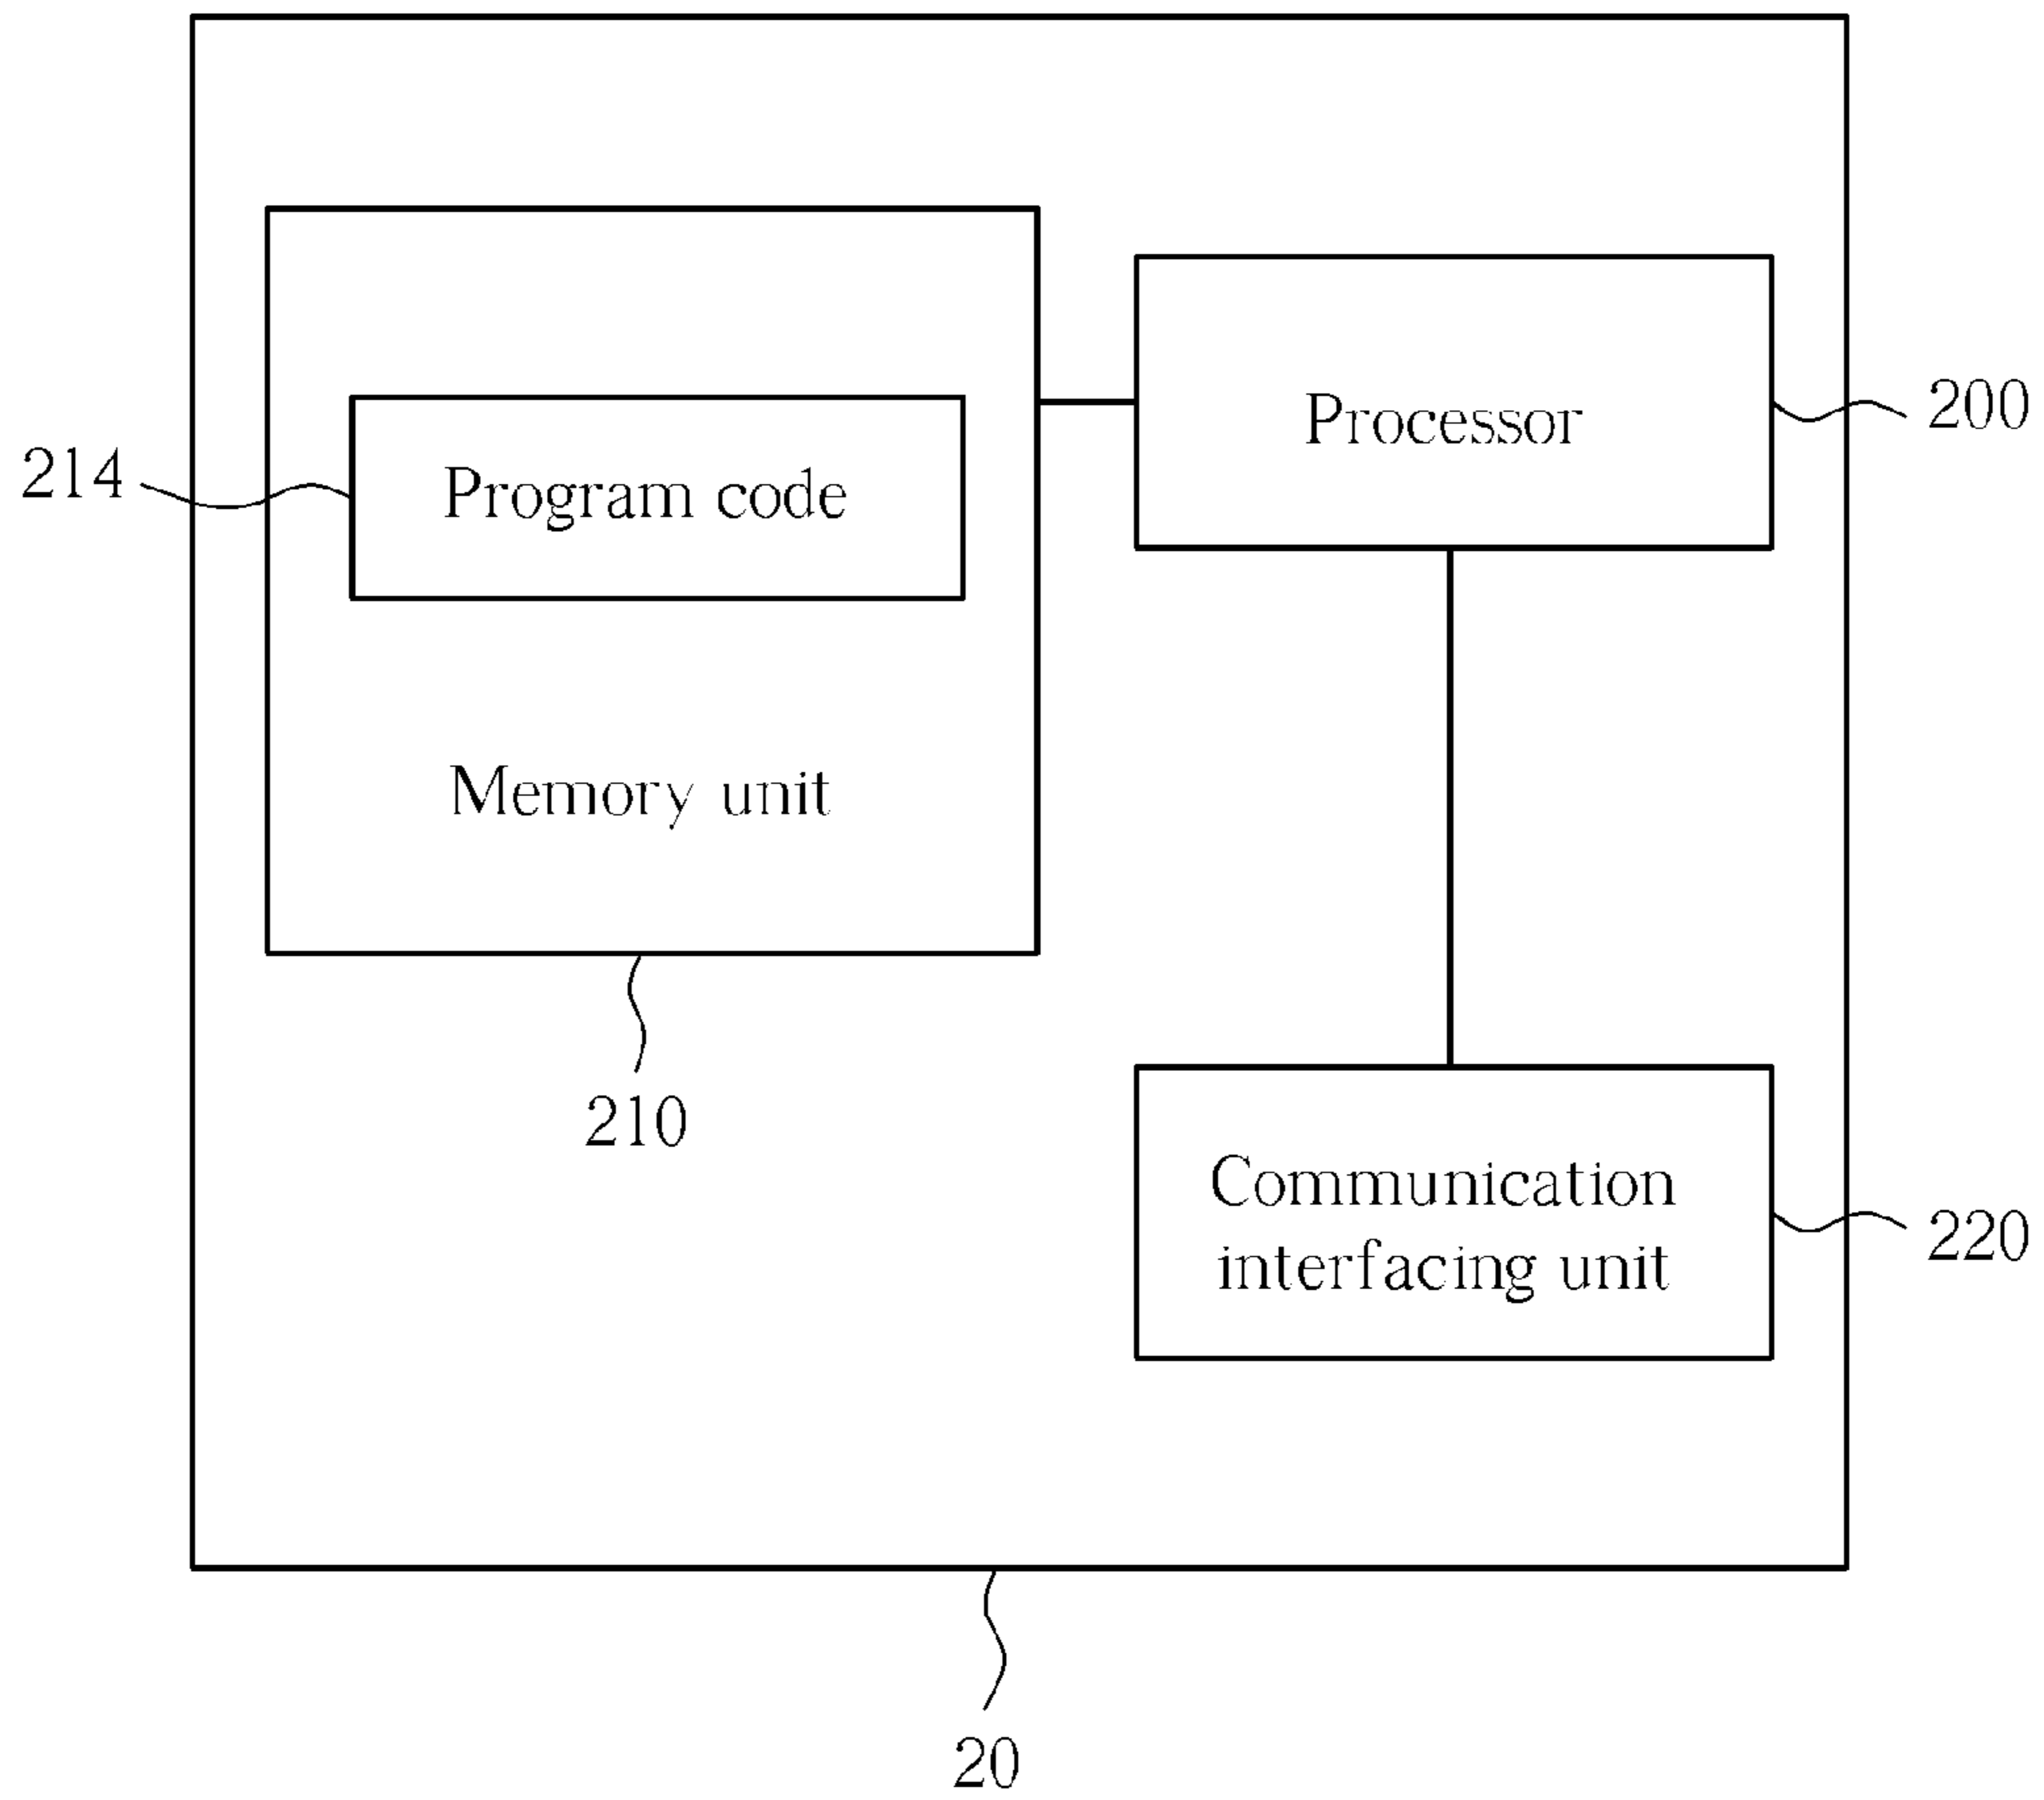 Processor
200
214
Program code
Memory unit
210
Communication
interfacing unit
220
20